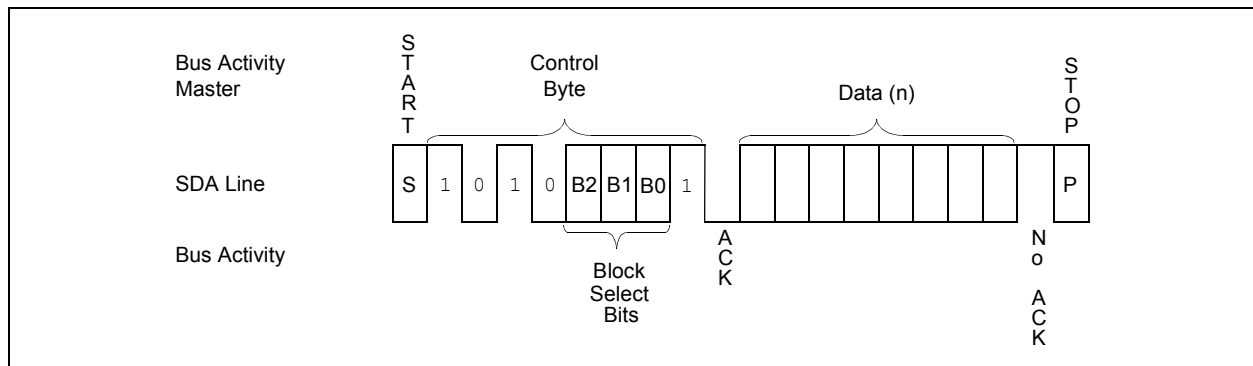 Bus Activity
Master
START
Control
Byte
Data (n)
STOP
SDA Line
S 1 0 1 0 B2 B1 B0 1 P
Bus Activity
ACK
No ACK
Block
Select
Bits